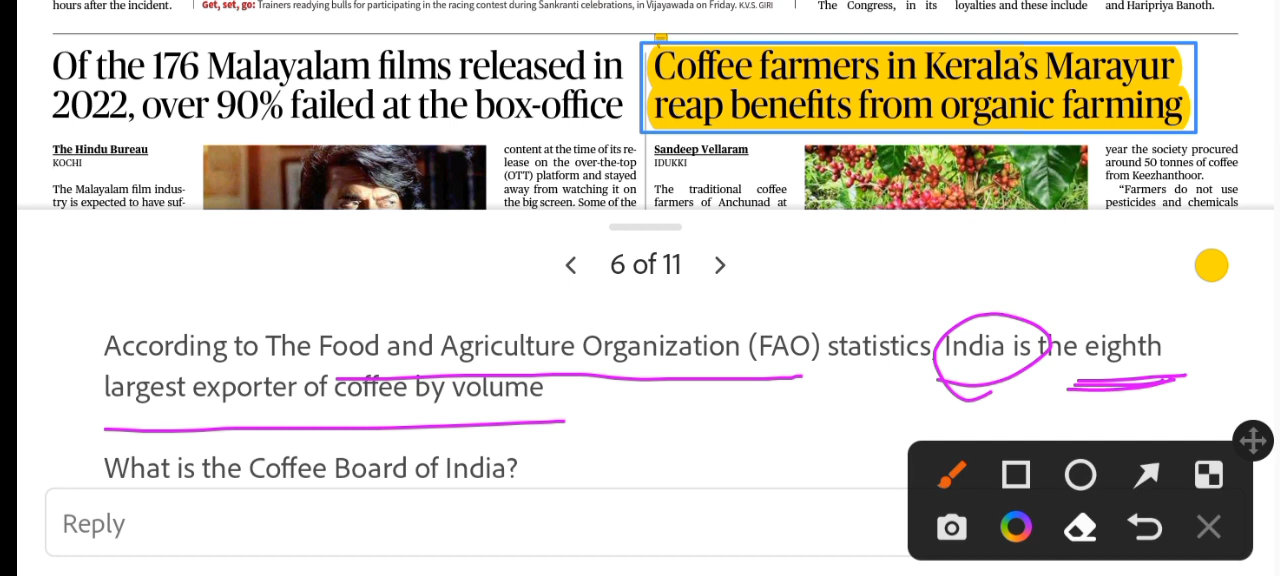 hours after the incident.
Get, set, go: Trainers readying bulls for participating in the racing contest during Sankranti celebrations, in Vijayawada on Friday. K.V.S. GIRI
The Congress, in its
loyalties and these include
and Haripriya Banoth.
Of the 176 Malayalam films released in
2022, over 90% failed at the box-office
The Hindu Bureau
KOCHI
The Malayalam film indus-
try is expected to have suf-
content at the time of its re-
lease on the over-the-top
(OTT) platform and stayed
away from watching it on
the big screen. Some of the
Coffee farmers in Kerala's Marayur
reap benefits from organic farming
Sandeep Vellaram
IDUKKI
The traditional coffee
farmers of Anchunad at
year the society procured
around 50 tonnes of coffee
from Keezhanthoor.
"Farmers do not use
pesticides and chemicals
6 of 11
According to The Food and Agriculture Organization (FAO) statistics, India is the eighth
largest exporter of coffee by volume
What is the Coffee Board of India?
Reply